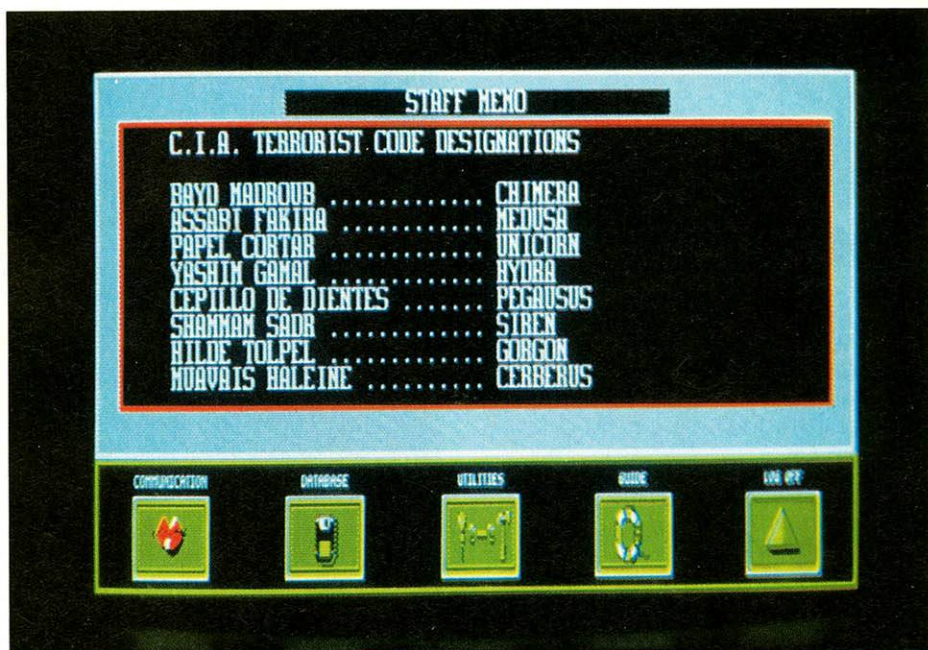 STAFF MEMO
C.I.A. TERRORIST CODE DESIGNATIONS
BAYD MADROUB ............. CHIMERA
ASSABI FAKIHA ............ MEDUSA
PAPEL CORTAR ............. UNICORN
YASHIM GAMAL ............. HYDRA
CEPILLO DE DIENTES ....... PEGAUSUS
SHAMMAM SADR ............. SIREN
HILDE TOLPEL ............. GORGON
MUAVAIS HALEINE .......... CERBERUS
COMMUNICATION DATABASE UTILITIES GUIDE LOG OFF